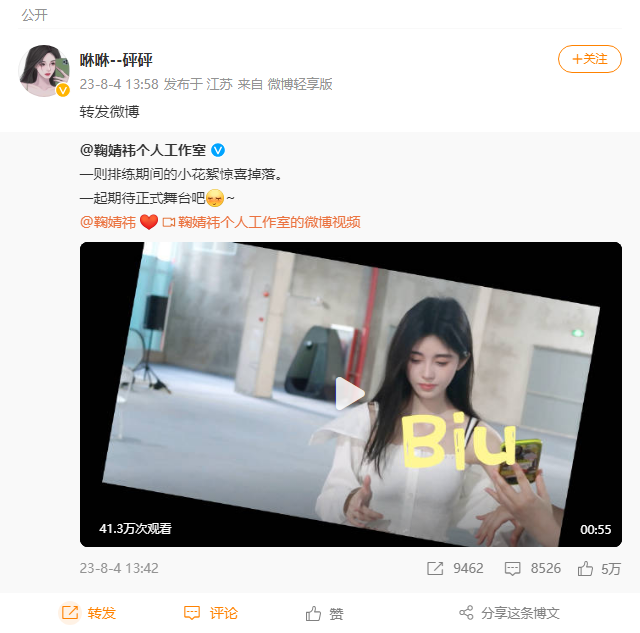 公开
咻咻--砰砰
+关注
23-8-4 13:58 发布于 江苏 来自 微博轻享版
转发微博
@鞠婧祎个人工作室
一则排练期间的小花絮惊喜掉落。
一起期待正式舞台吧~
@鞠婧祎 鞠婧祎个人工作室的微博视频
Biu
41.3万次观看 00:55
23-8-4 13:42 9462 8526 5万
转发 评论 赞 分享这条博文